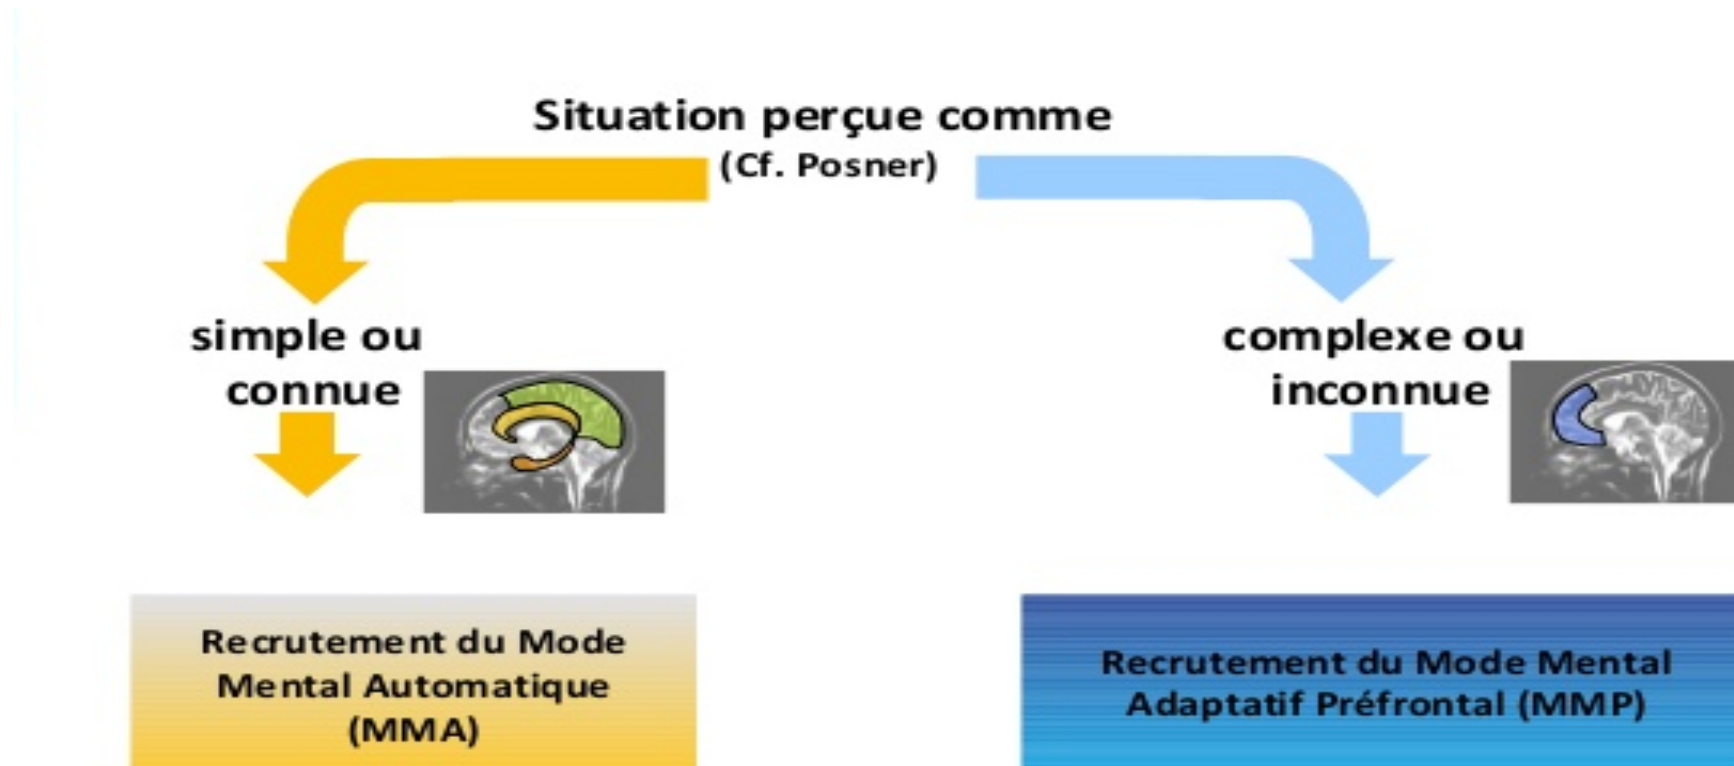 Situation perçue comme
(Cf. Posner)
simple ou
connue
complexe ou
inconnue
Recrutement du Mode
Mental Automatique
(MMA)
Recrutement du Mode Mental
Adaptatif Préfrontal (MMP)